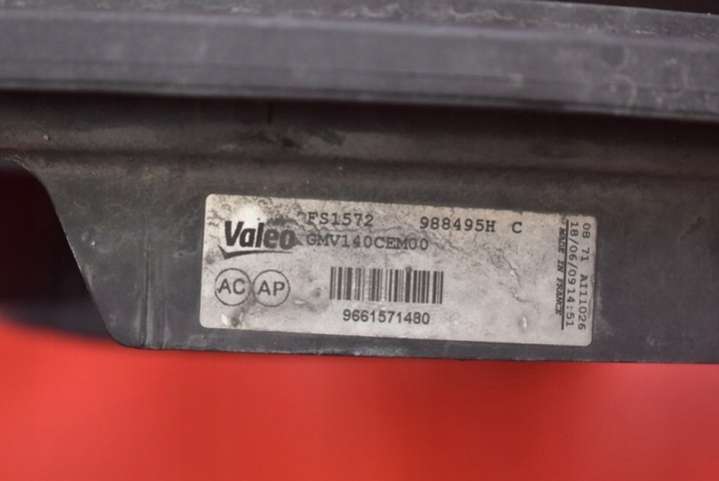 FS1572 988495H C
Valeo GMV140CEM00
AC AP
9661571480
08 71 A111026
18/06/09 14:51
MADE IN FRANCE